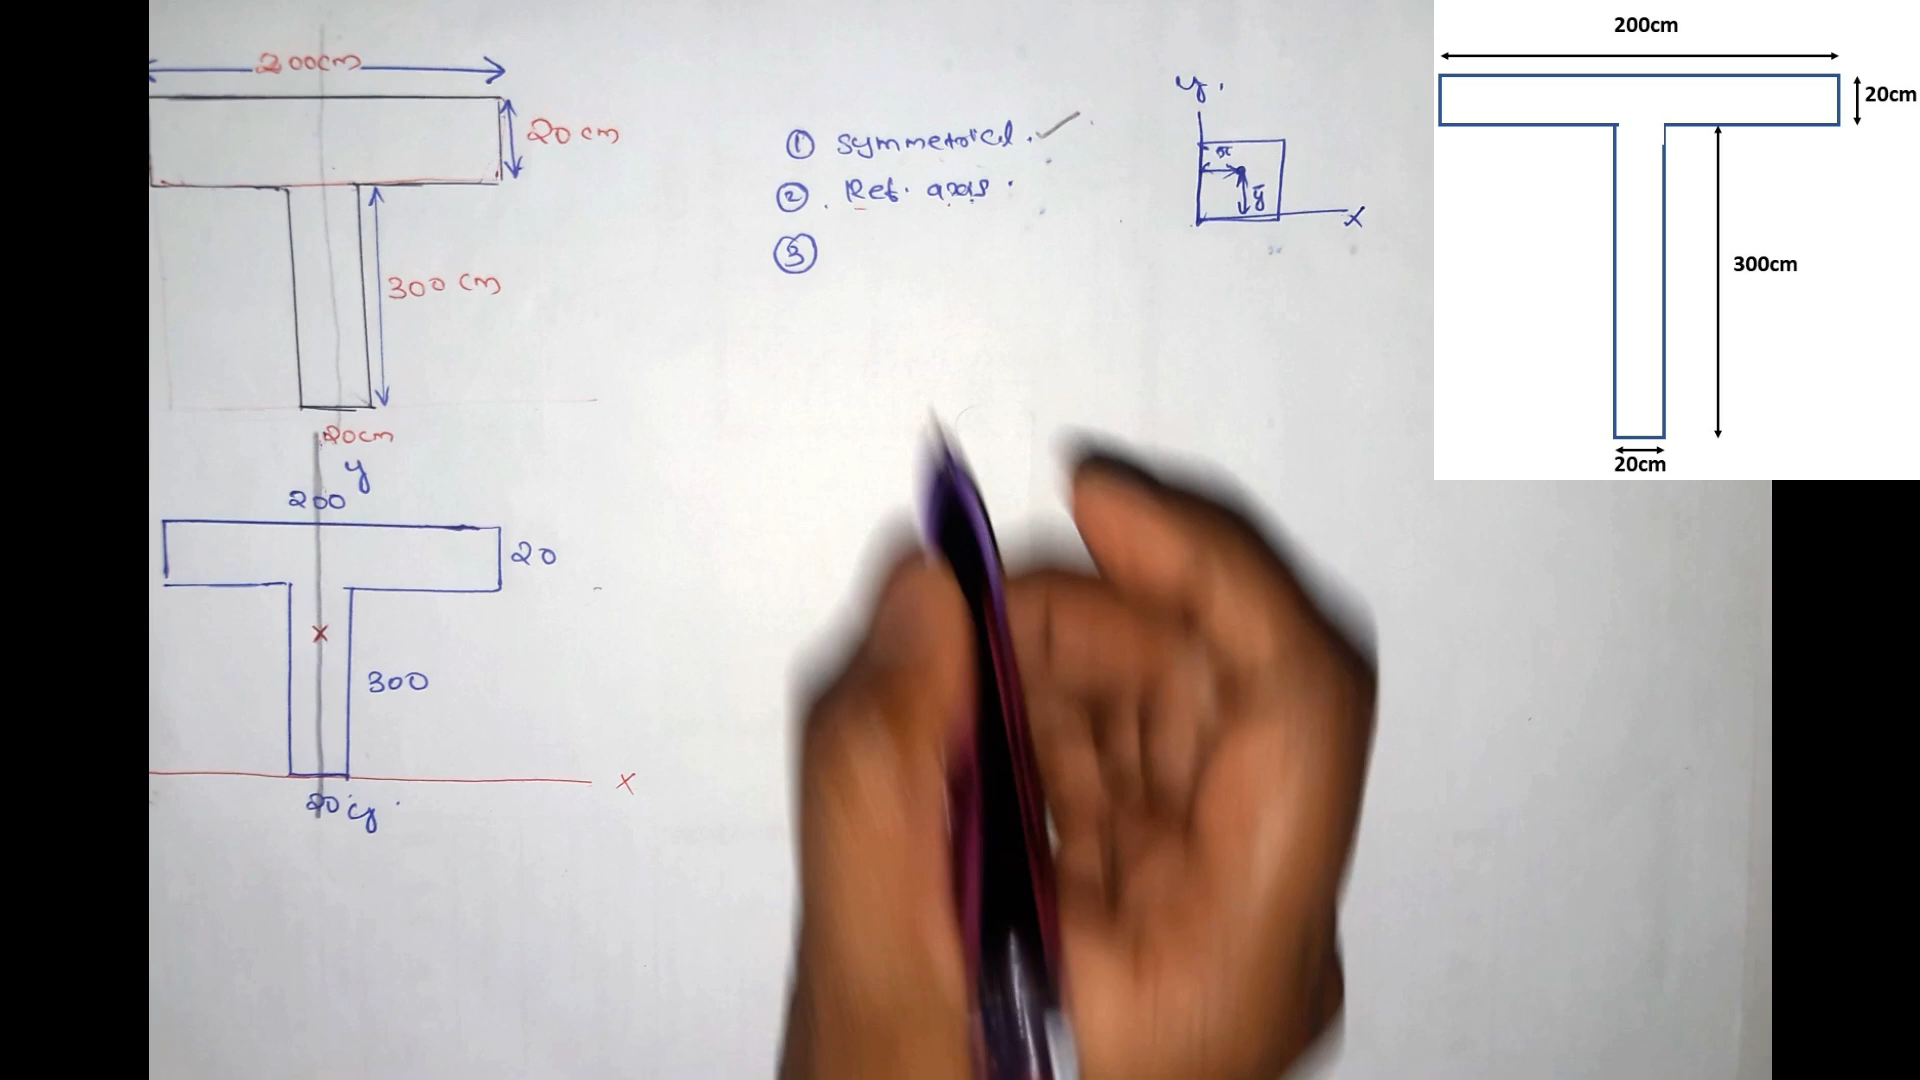 200cm
20 cm
300 cm
20cm
① Symmetrical.
②. Ref. axis.
③
y.
x
ȳ
X
y
200
20
300
X
20
y
200cm
20cm
300cm
20cm